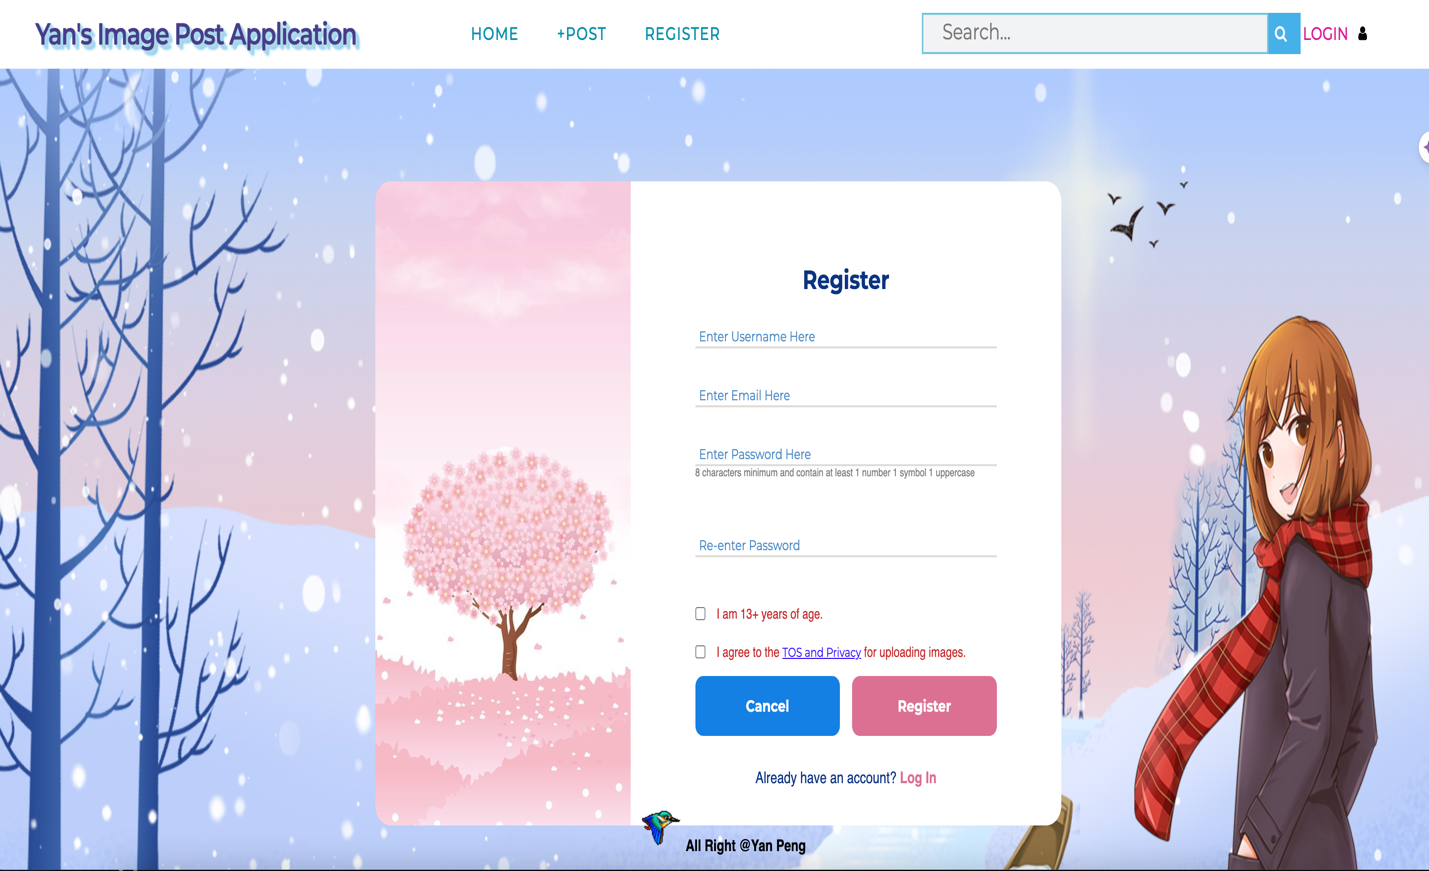 Yan's Image Post Application
HOME +POST REGISTER
Search...
LOGIN
Register
Enter Username Here
Enter Email Here
Enter Password Here
8 characters minimum and contain at least 1 number 1 symbol 1 uppercase
Re-enter Password
I am 13+ years of age.
I agree to the TOS and Privacy for uploading images.
Cancel Register
Already have an account? Log In
All Right @Yan Peng